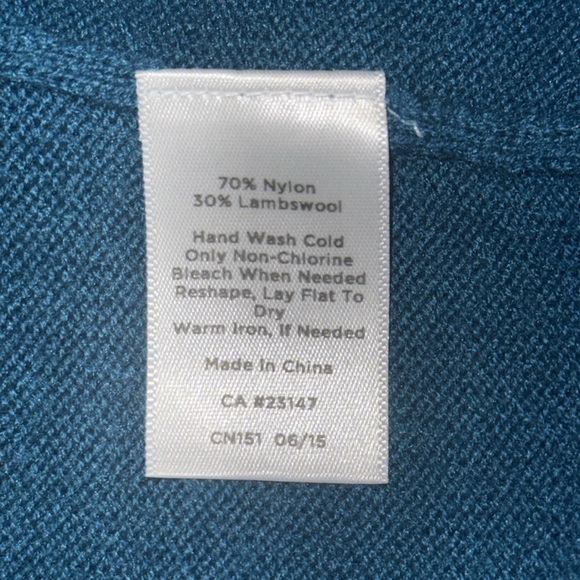 70% Nylon
30% Lambswool
Hand Wash Cold
Only Non-Chlorine
Bleach When Needed
Reshape, Lay Flat To
Dry
Warm Iron, If Needed
Made In China
CA #23147
CN151 06/15